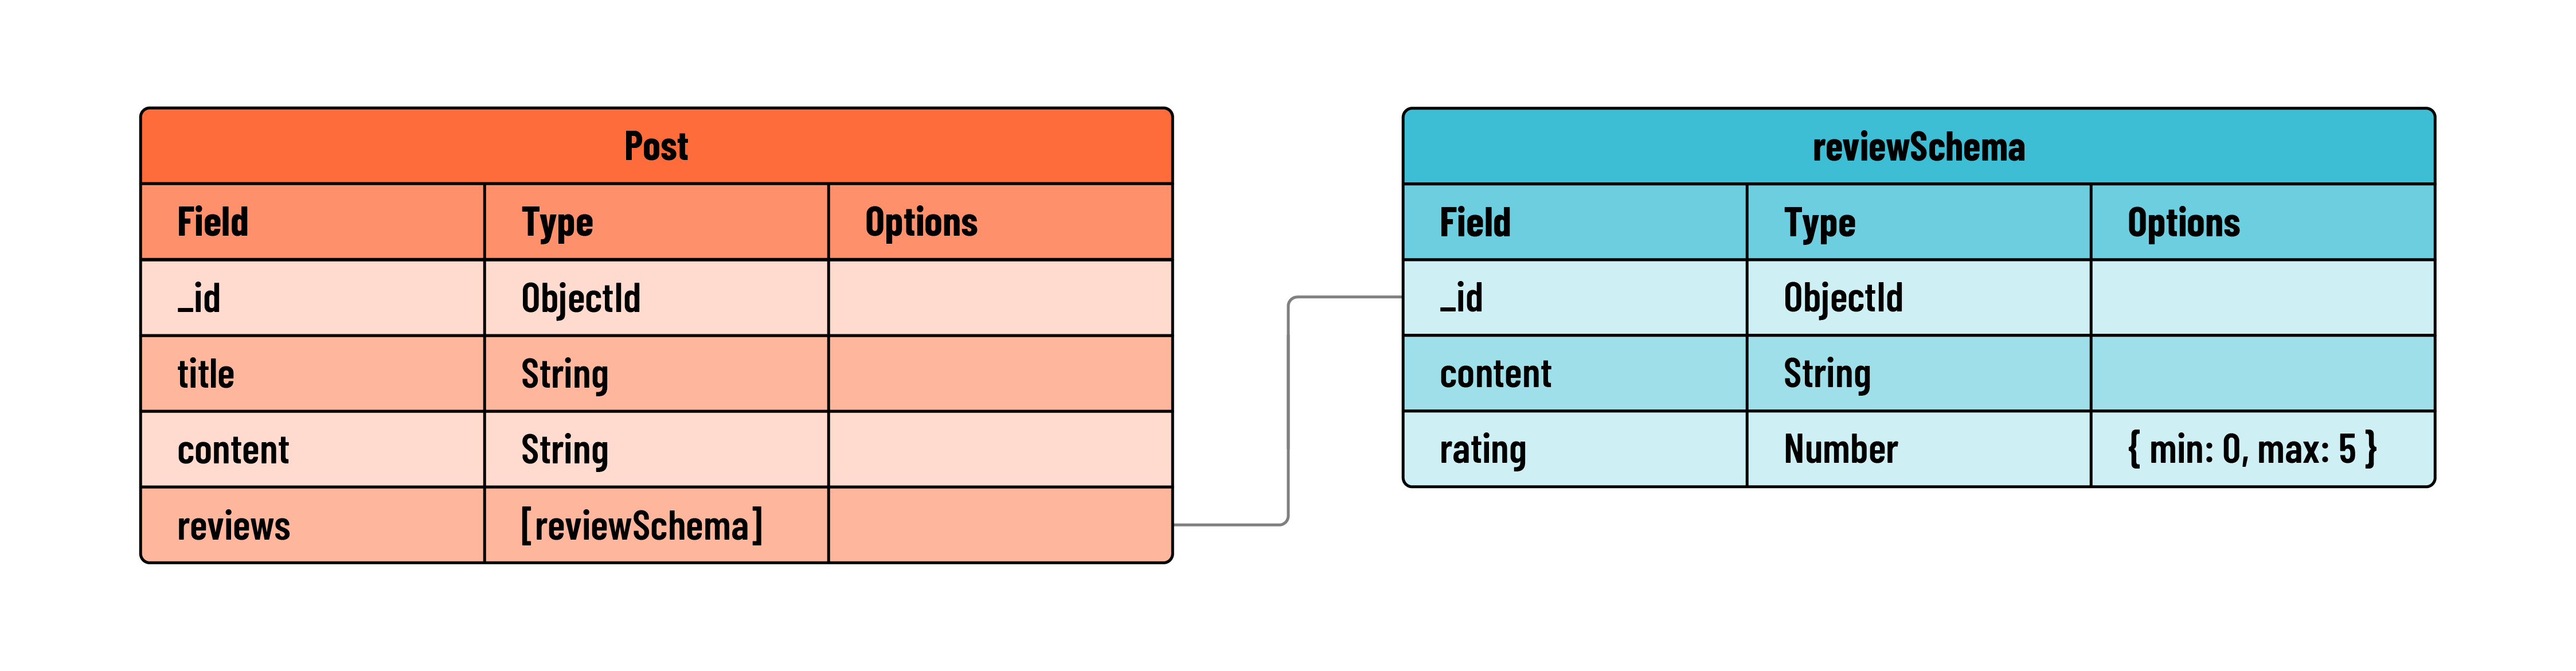 Post
Field Type Options
_id ObjectId
title String
content String
reviews [reviewSchema]
reviewSchema
Field Type Options
_id ObjectId
content String
rating Number { min: 0, max: 5 }